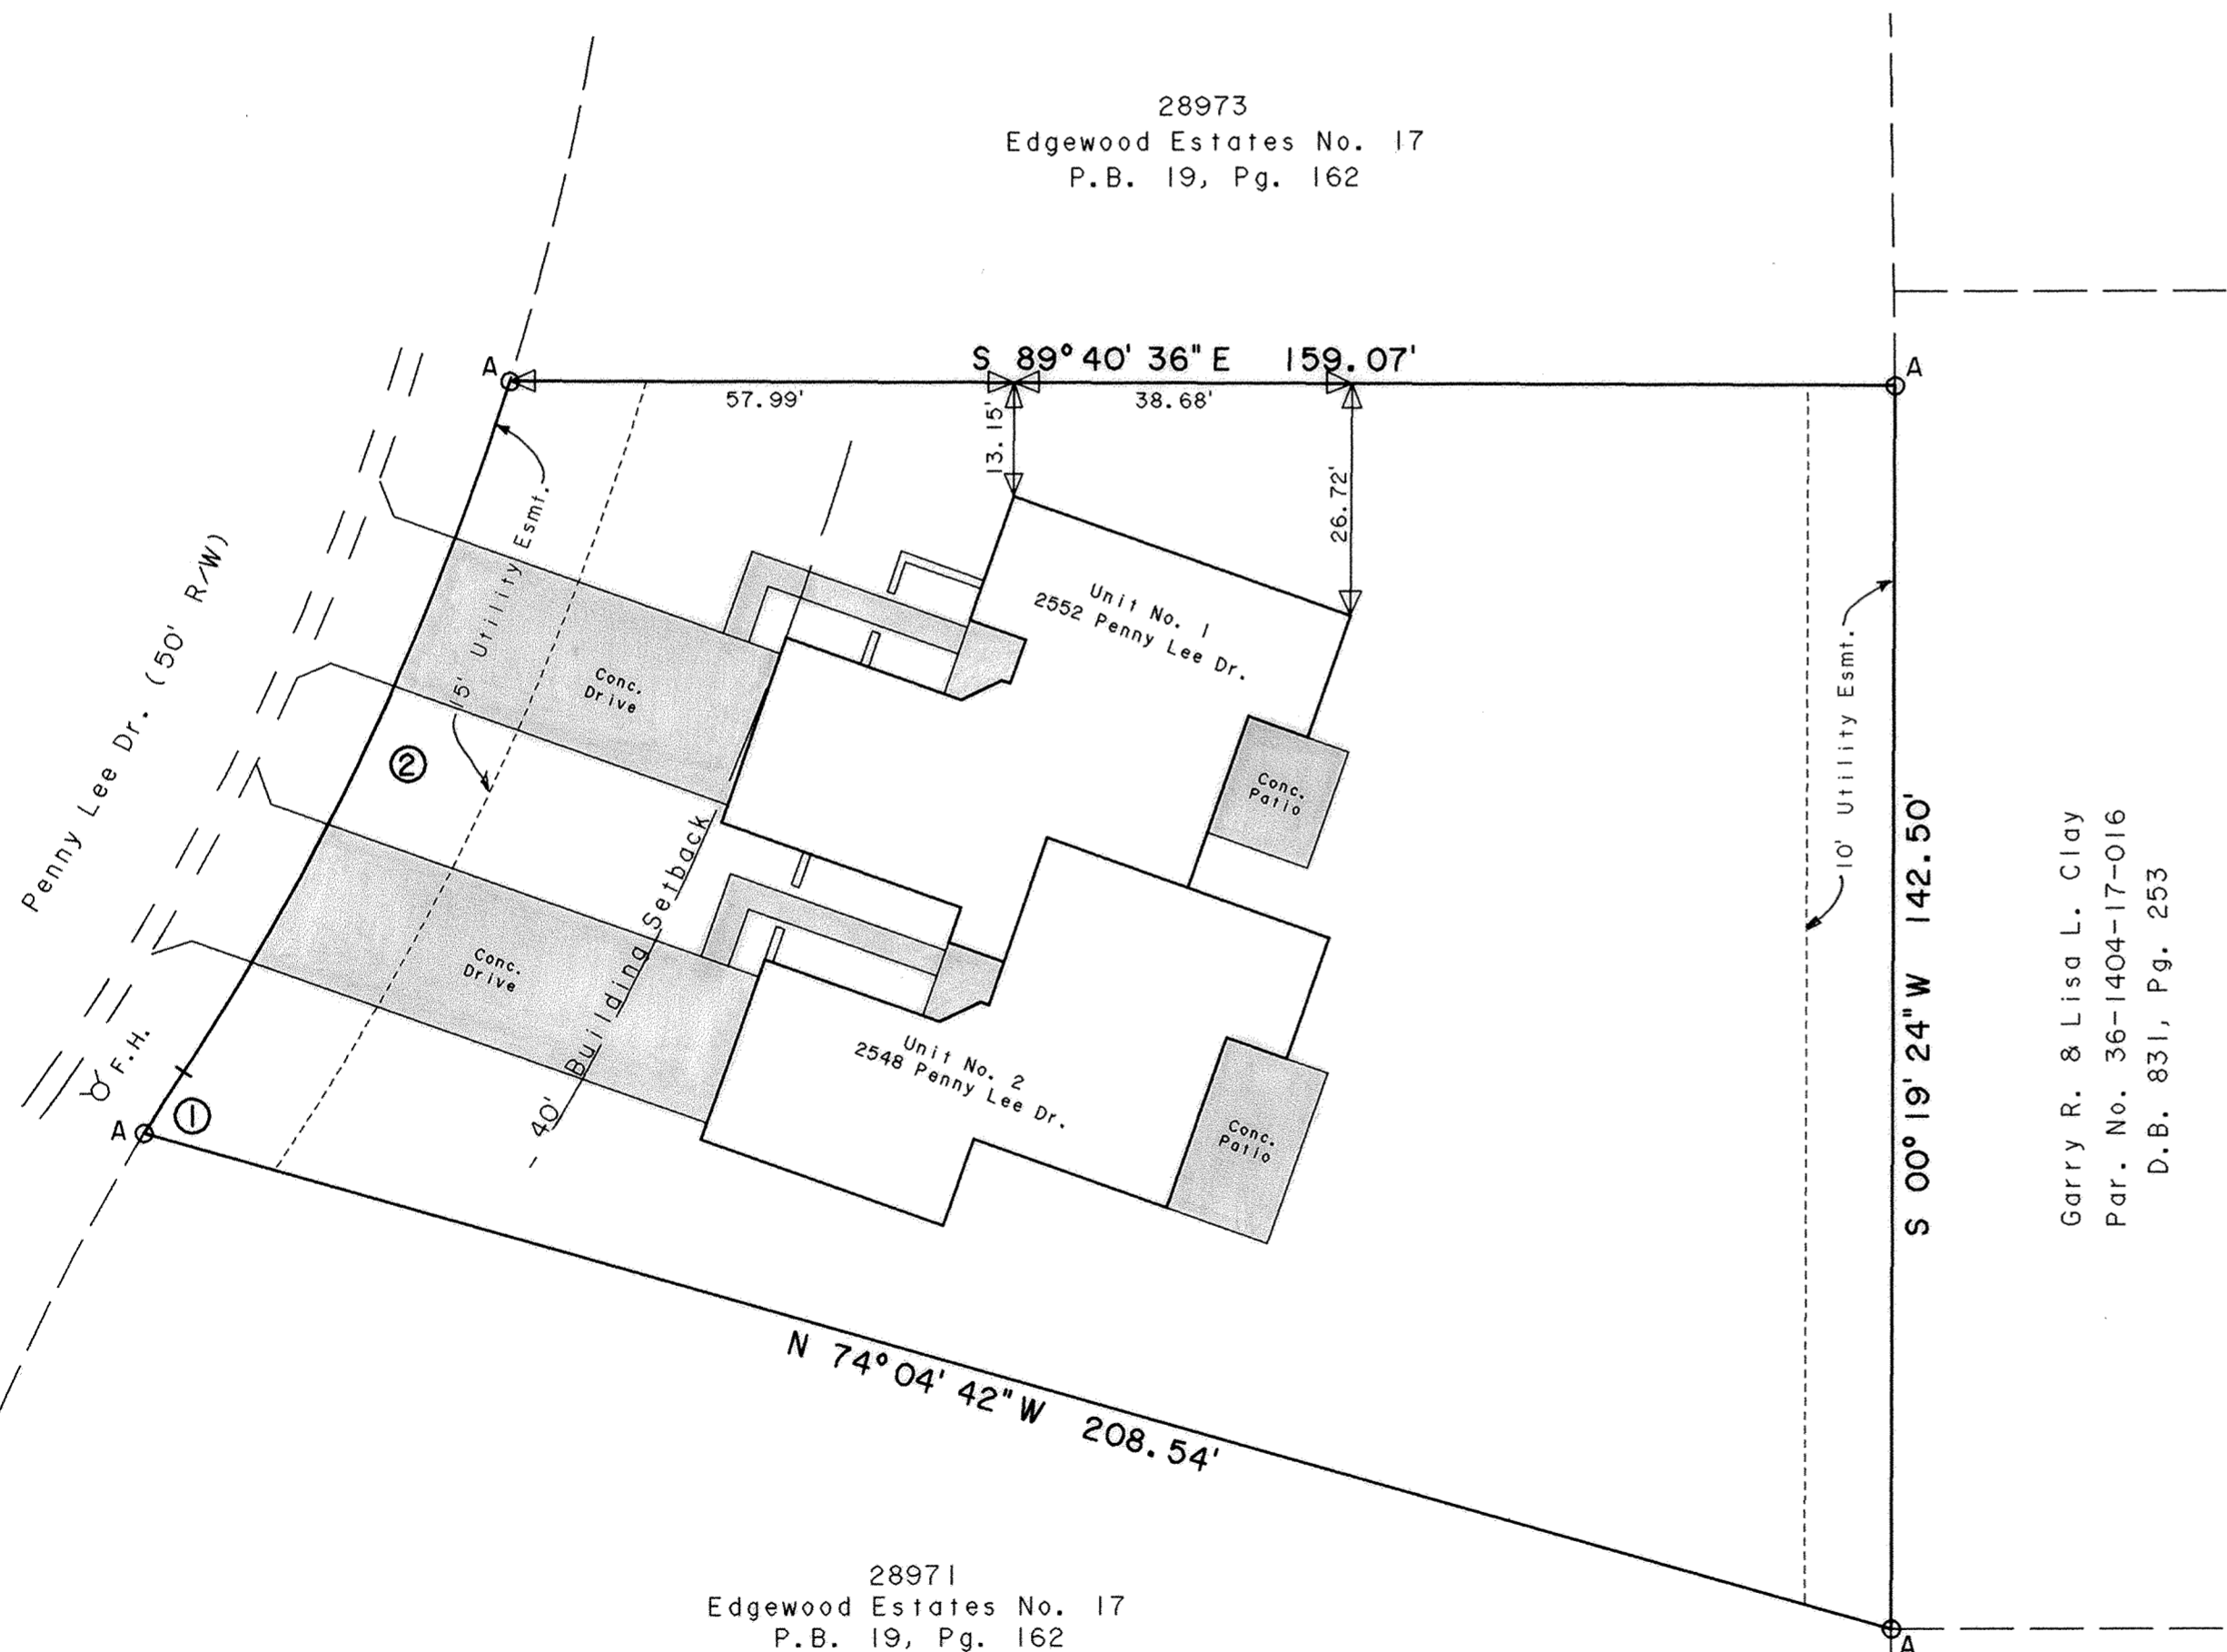 28973
Edgewood Estates No. 17
P.B. 19, Pg. 162
A
S 89° 40' 36" E 159.07'
A
57.99'
38.68'
13.15'
26.72'
15' Utility Esmt.
Penny Lee Dr. (50' R/W)
Unit No. 1
2552 Penny Lee Dr.
Conc.
Drive
2
Conc.
Patio
10' Utility Esmt.
S 00° 19' 24" W 142.50'
Garry R. & Lisa L. Clay
Par. No. 36-1404-17-016
D.B. 831, Pg. 253
40' Building Setback
Conc.
Drive
Unit No. 2
2548 Penny Lee Dr.
Conc.
Patio
F.H.
A
1
N 74° 04' 42" W 208.54'
28971
Edgewood Estates No. 17
P.B. 19, Pg. 162
A